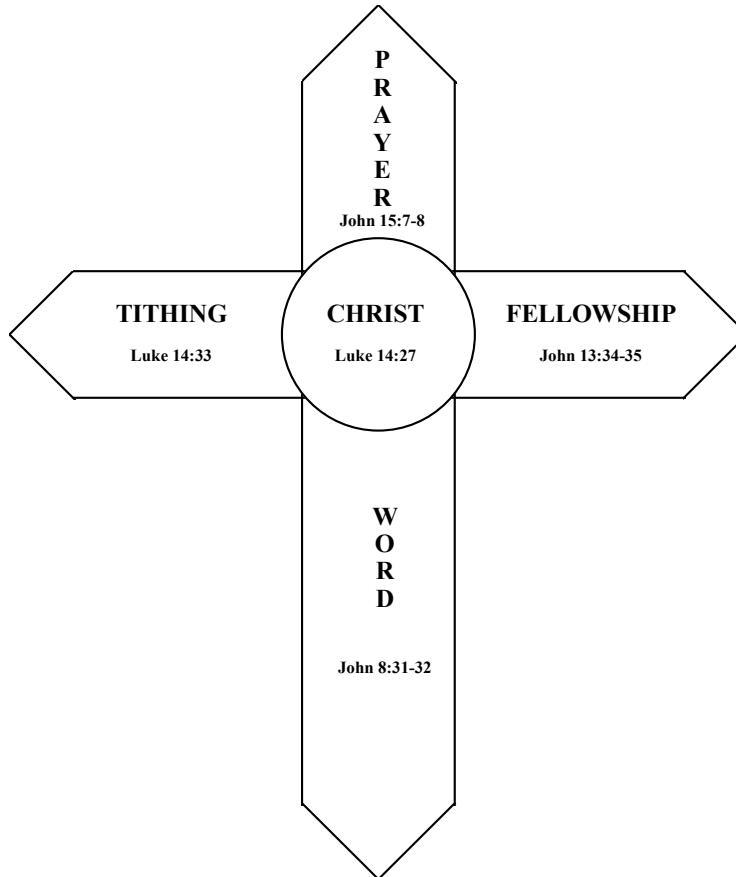 P
R
A
Y
E
R
John 15:7-8
TITHING
Luke 14:33
CHRIST
Luke 14:27
FELLOWSHIP
John 13:34-35
W
O
R
D
John 8:31-32